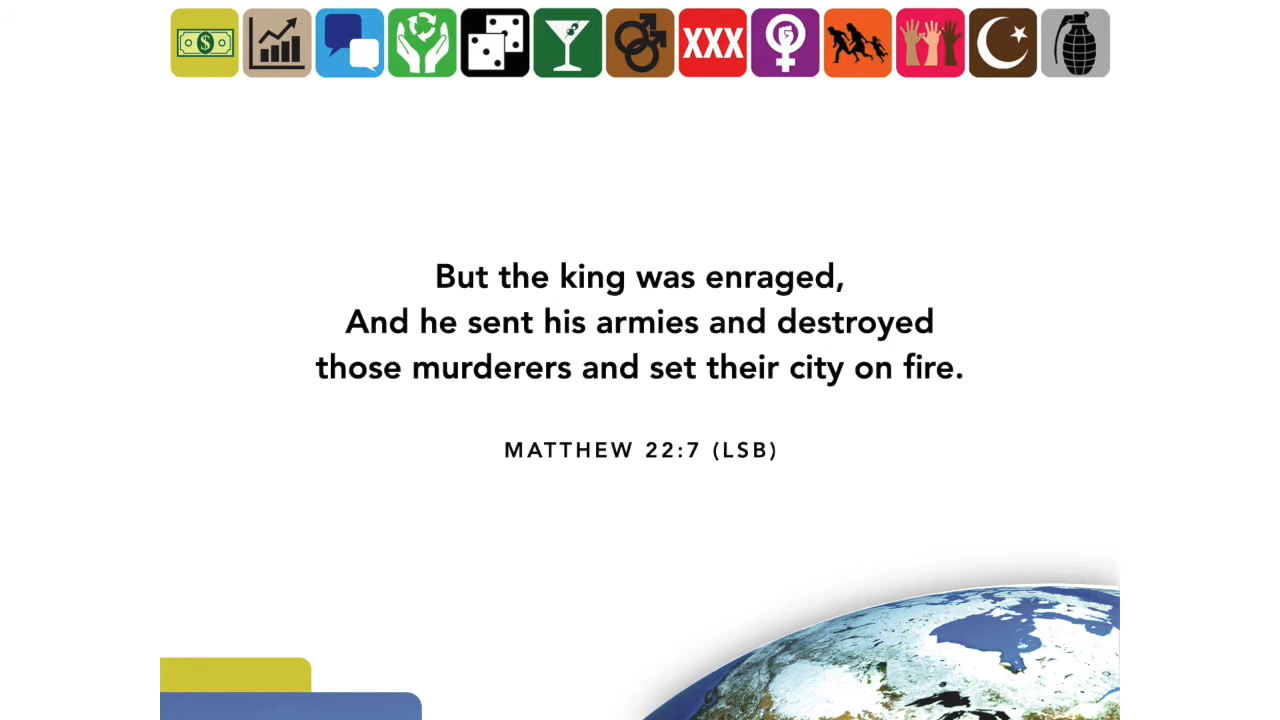 $
XXX
But the king was enraged,
And he sent his armies and destroyed
those murderers and set their city on fire.
MATTHEW 22:7 (LSB)